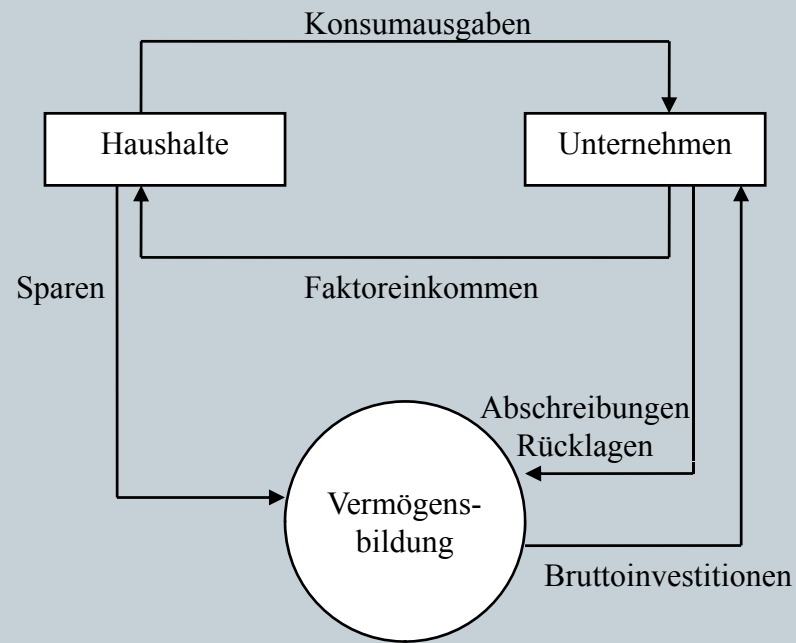 Konsumausgaben
Haushalte
Unternehmen
Sparen
Faktoreinkommen
Abschreibungen
Rücklagen
Vermögens-
bildung
Bruttoinvestitionen